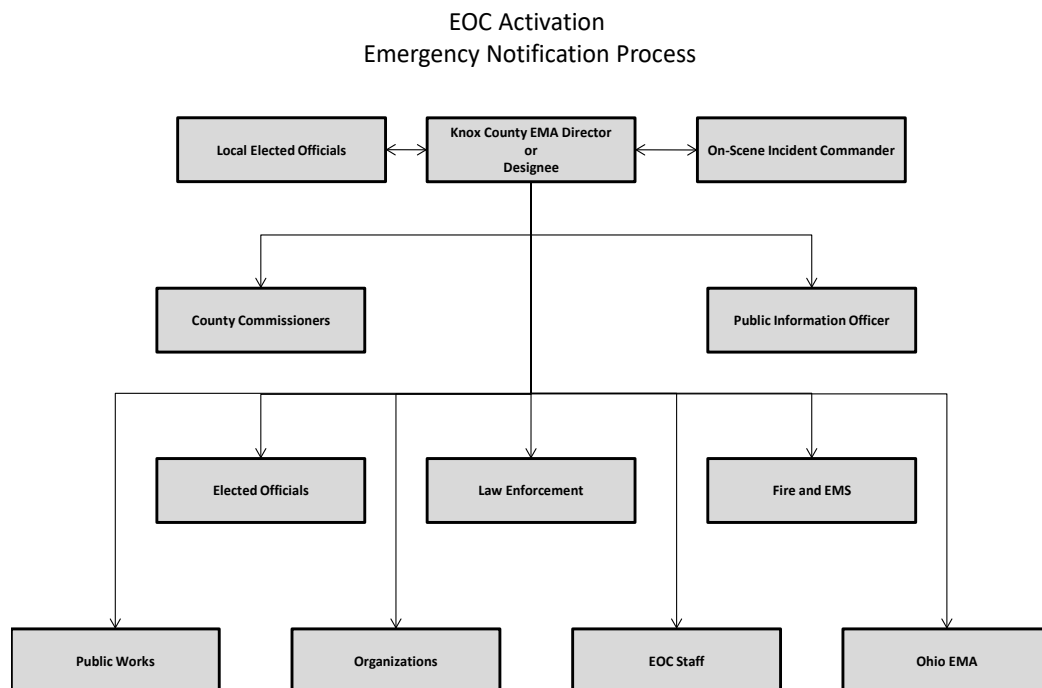 EOC Activation
Emergency Notification Process
Local Elected Officials
Knox County EMA Director
or
Designee
On-Scene Incident Commander
County Commissioners
Public Information Officer
Elected Officials
Law Enforcement
Fire and EMS
Public Works
Organizations
EOC Staff
Ohio EMA